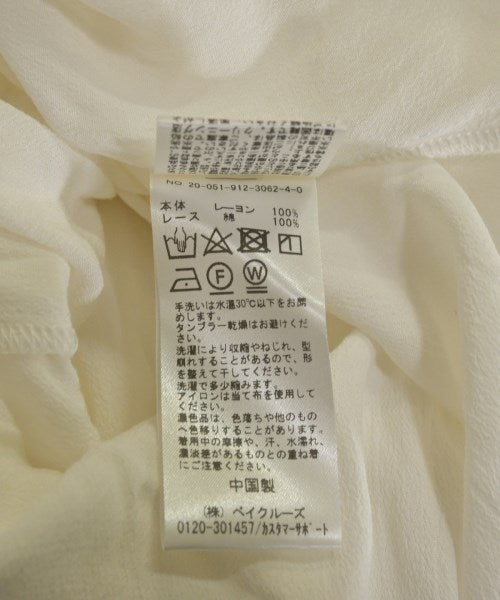 NO. 20-051-912-3062-4-0
本体 レーヨン 100%
レース 綿 100%
F W
手洗いは水温30℃以下をお勧
めします。
タンブラー乾燥はお避けくださ
い。
洗濯により収縮やねじれ、型
崩れすることがあるので、形
を整えて干してください。
洗濯で多少縮みます。
アイロンは当て布を使用して
ください。
濃色品は、色落ちや他のもの
へ色移りすることがあります。
着用中の摩擦や、汗、水濡れ、
濃淡差があるものとの重ね着
にご注意ください。
中国製
(株) ベイクルーズ
0120-301457/カスタマーサポート